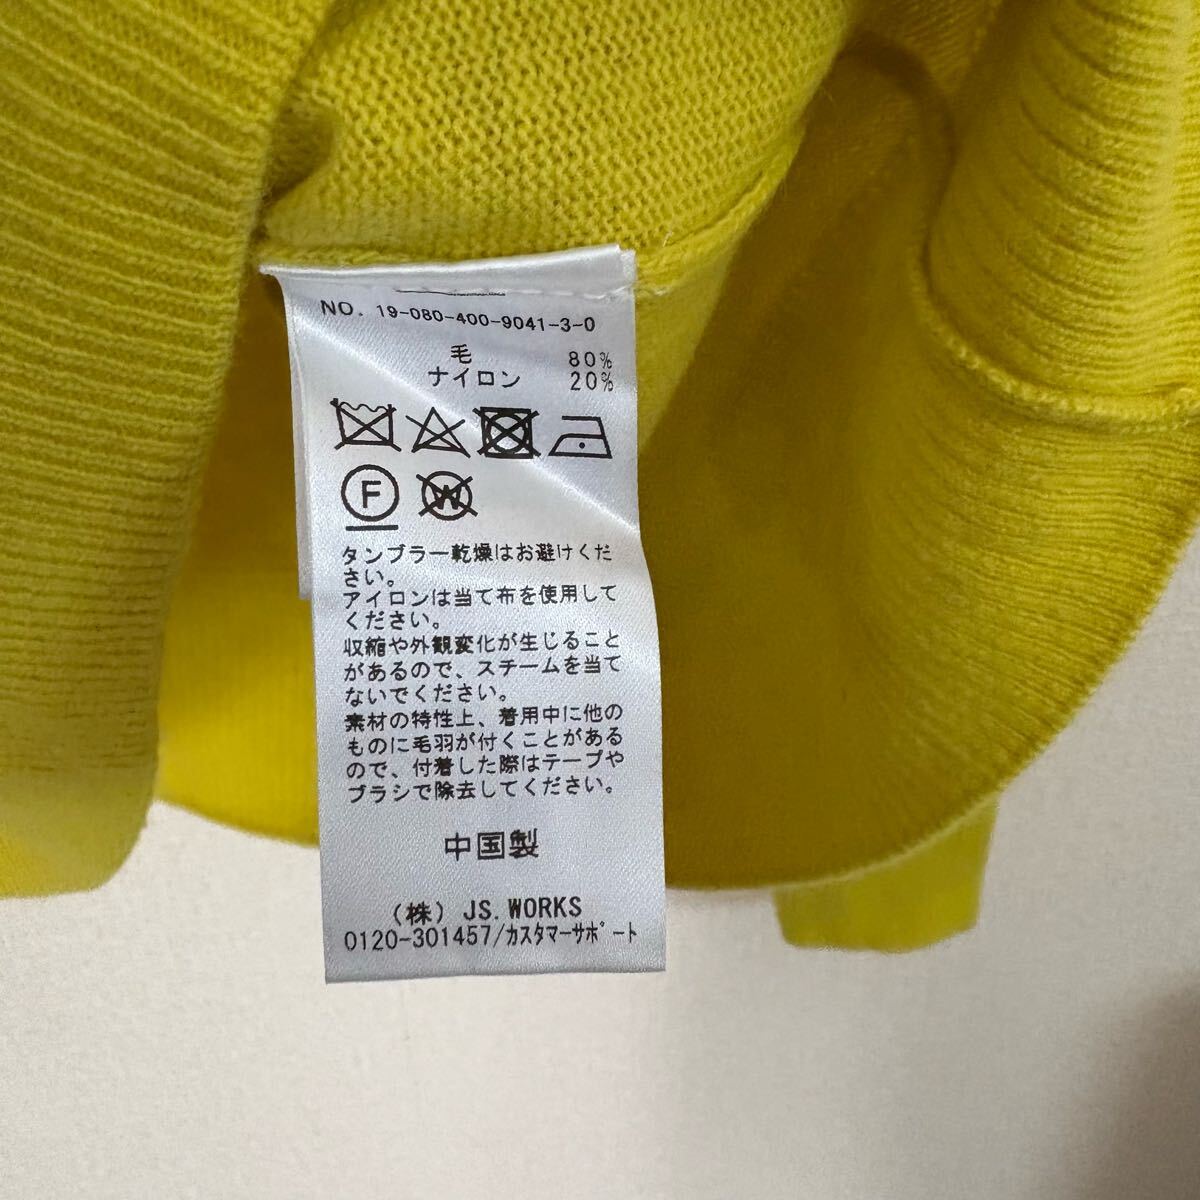 NO. 19-080-400-9041-3-0
毛 80%
ナイロン 20%
F
W
タンブラー乾燥はお避けくだ
さい。
アイロンは当て布を使用して
ください。
収縮や外観変化が生じること
があるので、スチームを当て
ないでください。
素材の特性上、着用中に他の
ものに毛羽が付くことがある
ので、付着した際はテープや
ブラシで除去してください。
中国製
(株) JS.WORKS
0120-301457/ｶｽﾀﾏｰｻﾎﾟｰﾄ